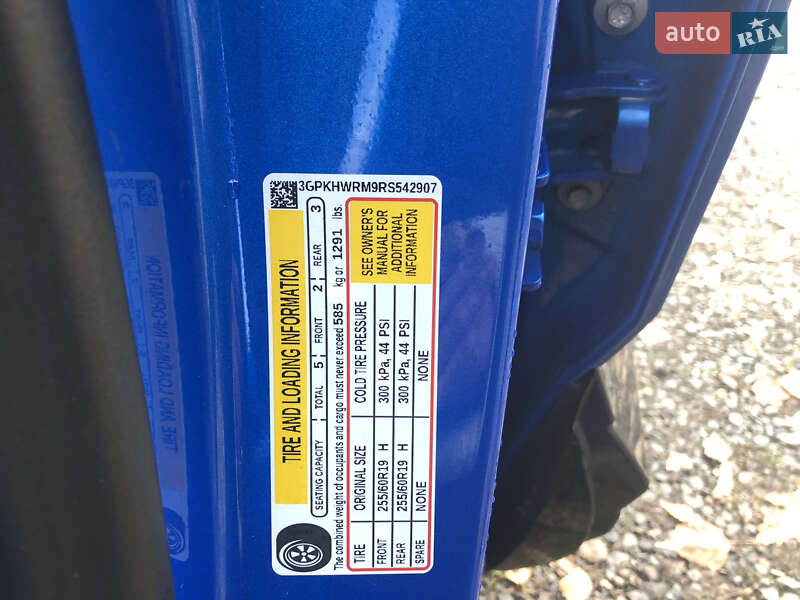 auto RIA
.com
3GPKHWRM9RS542907
TIRE AND LOADING INFORMATION
SEATING CAPACITY TOTAL 5 FRONT 2 REAR 3
The combined weight of occupants and cargo must never exceed 585 kg or 1291 lbs.
TIRE ORIGINAL SIZE COLD TIRE PRESSURE
FRONT 255/60R19 H 300 kPa, 44 PSI
REAR 255/60R19 H 300 kPa, 44 PSI
SPARE NONE NONE
SEE OWNER'S
MANUAL FOR
ADDITIONAL
INFORMATION